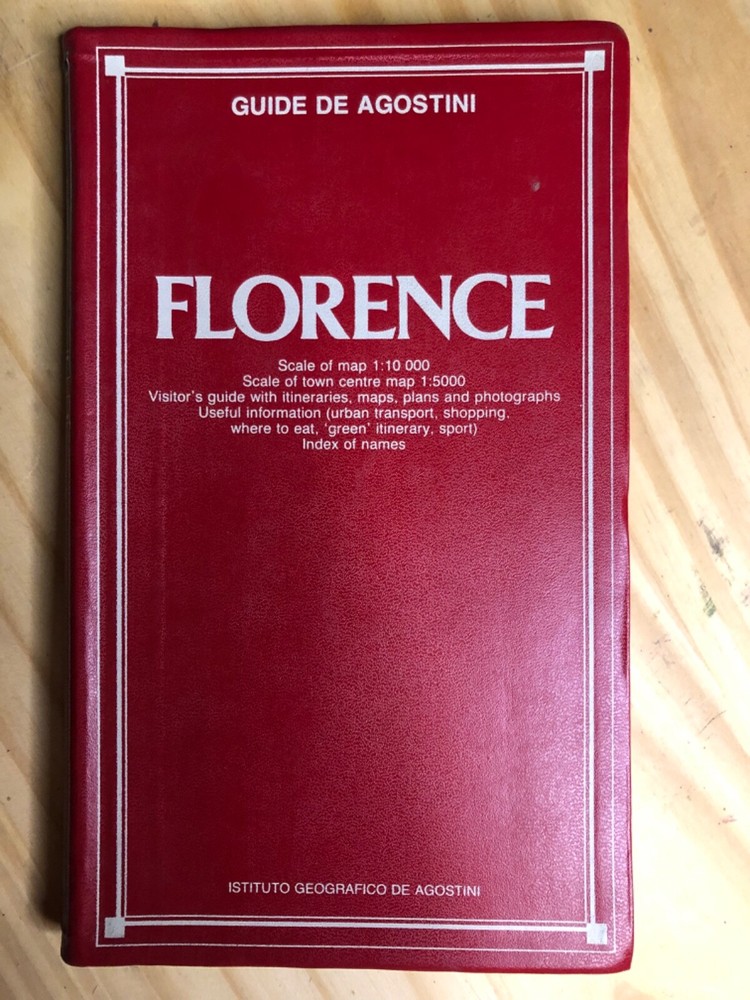 GUIDE DE AGOSTINI
FLORENCE
Scale of map 1:10 000
Scale of town centre map 1:5000
Visitor's guide with itineraries, maps, plans and photographs
Useful information (urban transport, shopping,
where to eat, 'green' itinerary, sport)
Index of names
ISTITUTO GEOGRAFICO DE AGOSTINI